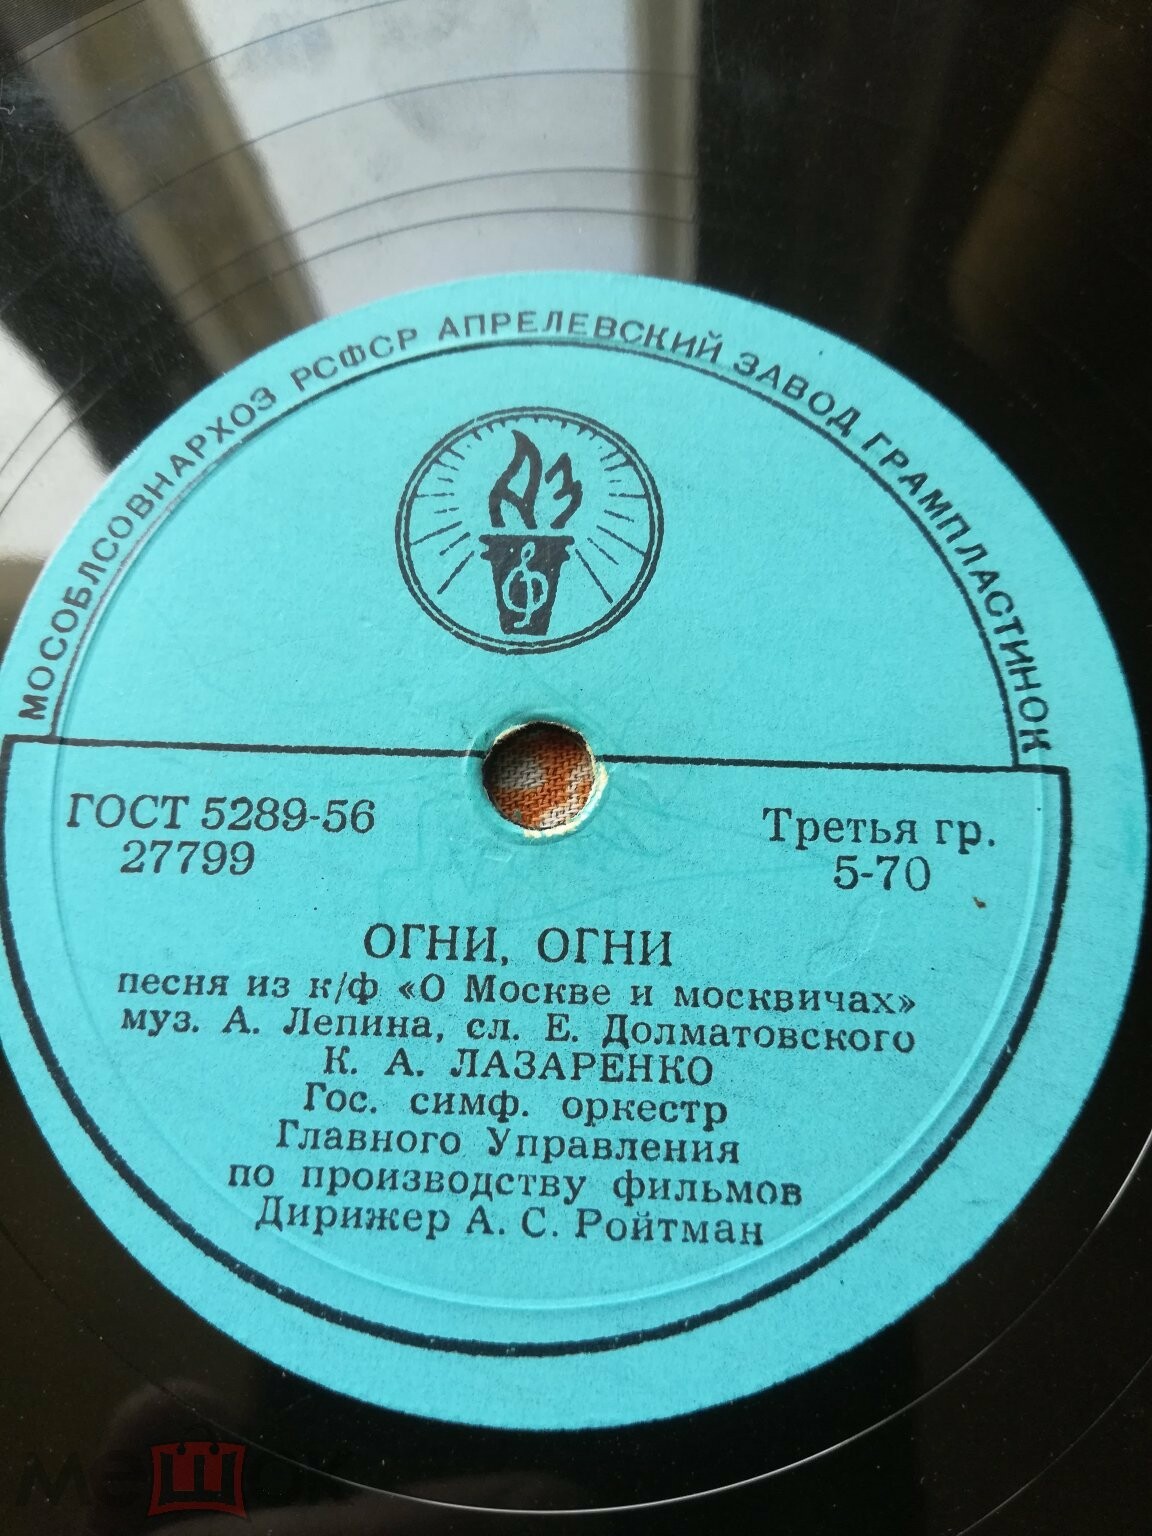 МОСОБЛСОВНАРХОЗ РСФСР АПРЕЛЕВСКИЙ ЗАВОД ГРАМПЛАСТИНОК
АЗ
ГОСТ 5289-56
27799
Третья гр.
5-70
ОГНИ, ОГНИ
песня из к/ф «О Москве и москвичах»
муз. А. Лепина, сл. Е. Долматовского
К. А. ЛАЗАРЕНКО
Гос. симф. оркестр
Главного Управления
по производству фильмов
Дирижер А. С. Ройтман
мешок